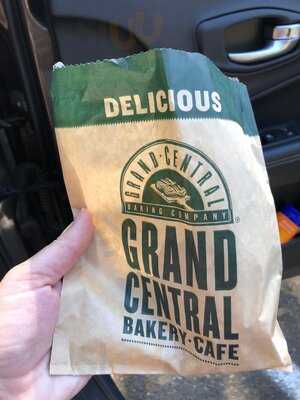 DELICIOUS
GRAND·CENTRAL
BAKING COMPANY
®
GRAND
CENTRAL
BAKERY·CAFE